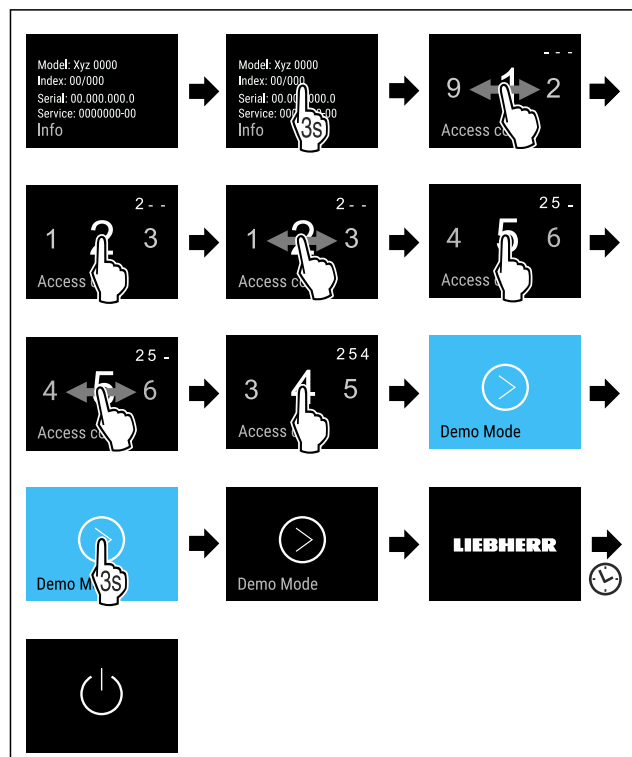 Model: Xyz 0000
Index: 00/000
Serial: 00.000.000.0
Service: 0000000-00
Info
Model: Xyz 0000
Index: 00/000
Serial: 00.000.0
Service: 00-00
Info
3s
- - -
9 1 2
Access
2 - -
1 2 3
Access
2 - -
1 2 3
Access
2 5 -
4 5 6
Access
2 5 -
4 5 6
Access
2 5 4
3 4 5
Access
Demo Mode
Demo M
3s
Demo Mode
LIEBHERR